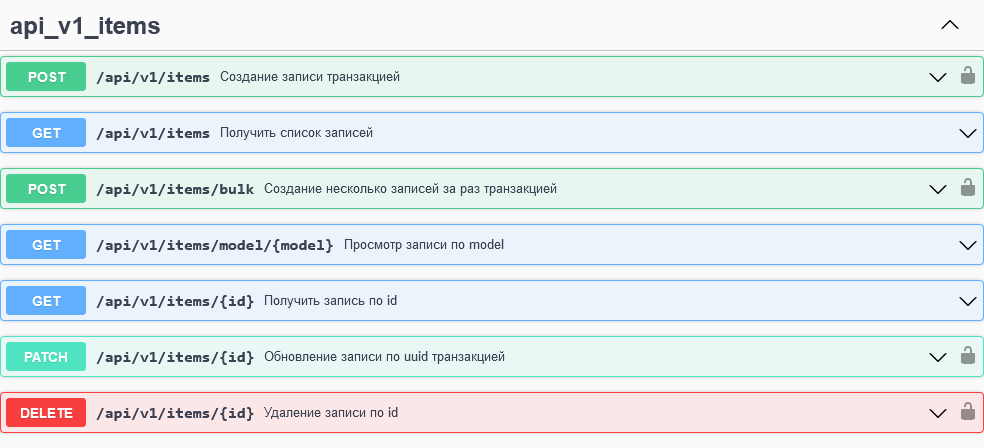 api_v1_items
POST /api/v1/items Создание записи транзакцией
GET /api/v1/items Получить список записей
POST /api/v1/items/bulk Создание несколько записей за раз транзакцией
GET /api/v1/items/model/{model} Просмотр записи по model
GET /api/v1/items/{id} Получить запись по id
PATCH /api/v1/items/{id} Обновление записи по uuid транзакцией
DELETE /api/v1/items/{id} Удаление записи по id